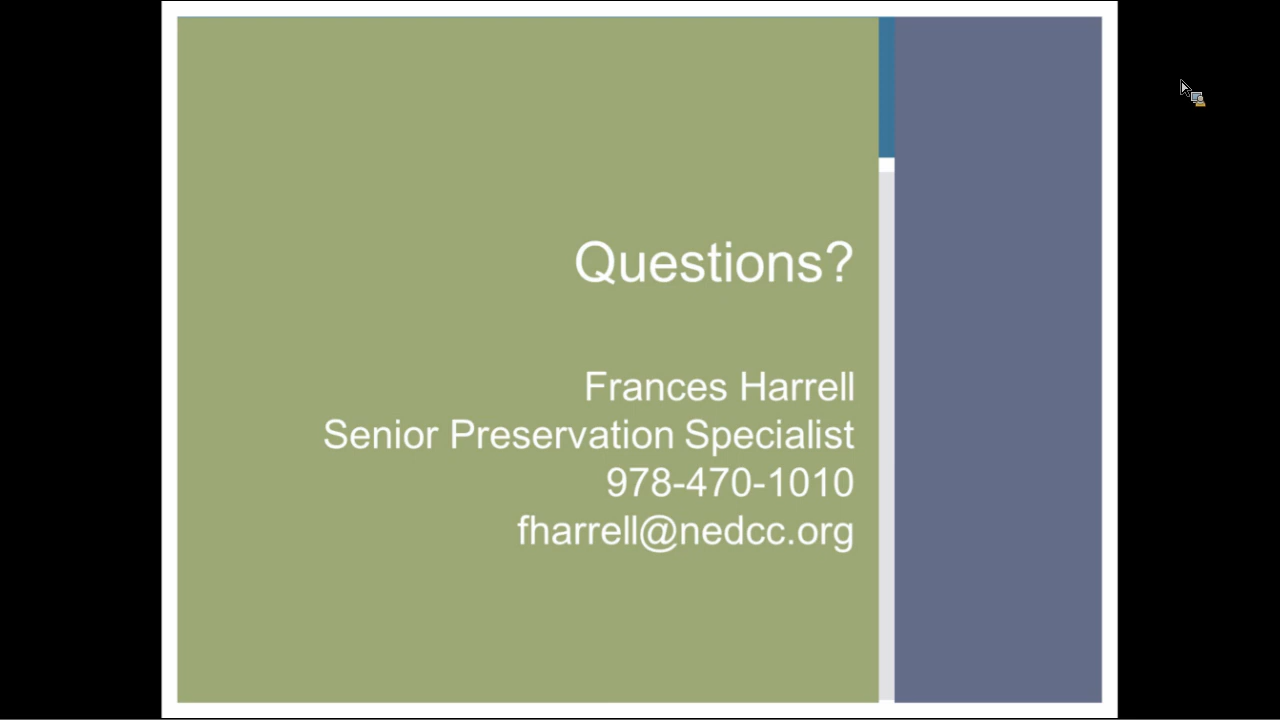 Questions?
Frances Harrell
Senior Preservation Specialist
978-470-1010
fharrell@nedcc.org